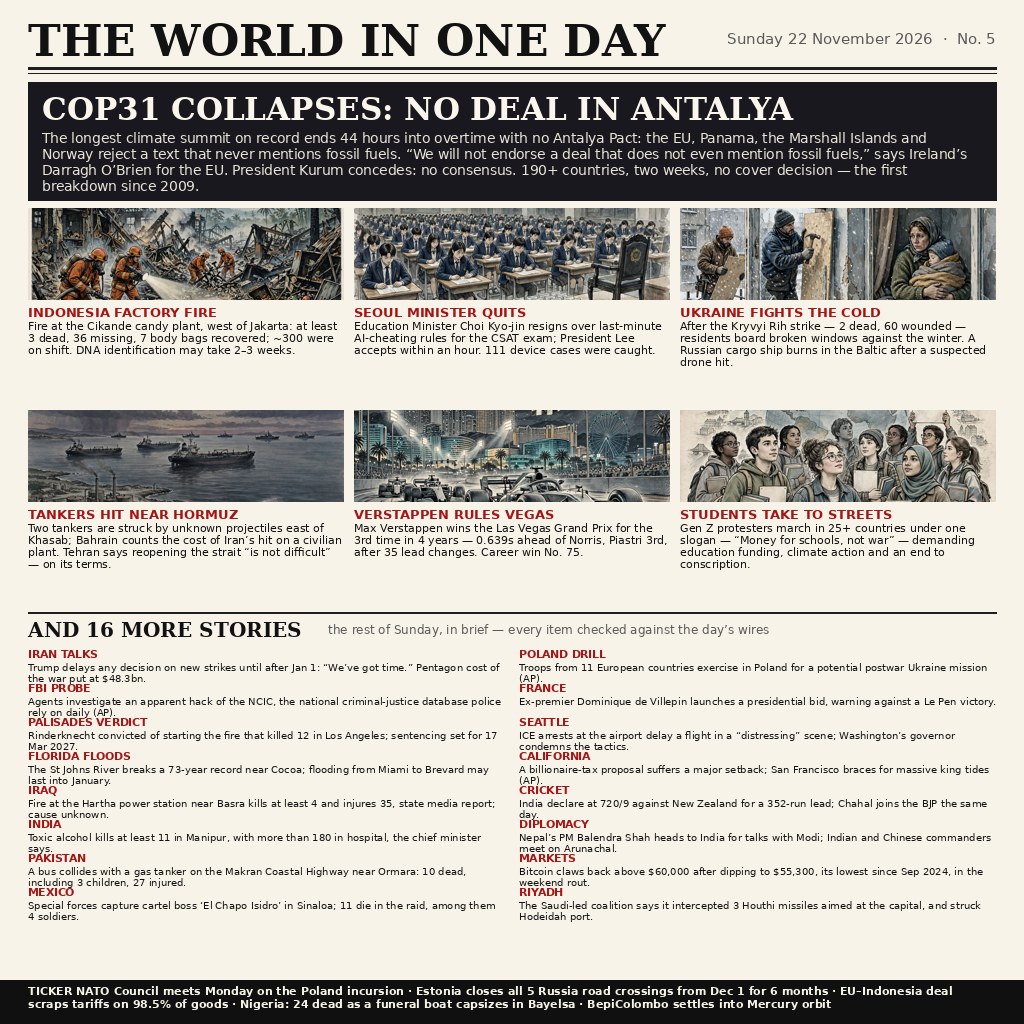 THE WORLD IN ONE DAY
Sunday 22 November 2026 · No. 5
COP31 COLLAPSES: NO DEAL IN ANTALYA
The longest climate summit on record ends 44 hours into overtime with no Antalya Pact: the EU, Panama, the Marshall Islands and
Norway reject a text that never mentions fossil fuels. “We will not endorse a deal that does not even mention fossil fuels,” says Ireland’s
Darragh O’Brien for the EU. President Kurum concedes: no consensus. 190+ countries, two weeks, no cover decision — the first
breakdown since 2009.
INDONESIA FACTORY FIRE
Fire at the Cikande candy plant, west of Jakarta: at least
3 dead, 36 missing, 7 body bags recovered; ~300 were
on shift. DNA identification may take 2–3 weeks.
SEOUL MINISTER QUITS
Education Minister Choi Kyo-jin resigns over last-minute
AI-cheating rules for the CSAT exam; President Lee
accepts within an hour. 111 device cases were caught.
UKRAINE FIGHTS THE COLD
After the Kryvyi Rih strike — 2 dead, 60 wounded —
residents board broken windows against the winter. A
Russian cargo ship burns in the Baltic after a suspected
drone hit.
TANKERS HIT NEAR HORMUZ
Two tankers are struck by unknown projectiles east of
Khasab; Bahrain counts the cost of Iran’s hit on a civilian
plant. Tehran says reopening the strait “is not difficult”
— on its terms.
VERSTAPPEN RULES VEGAS
Max Verstappen wins the Las Vegas Grand Prix for the
3rd time in 4 years — 0.639s ahead of Norris, Piastri 3rd,
after 35 lead changes. Career win No. 75.
STUDENTS TAKE TO STREETS
Gen Z protesters march in 25+ countries under one
slogan — “Money for schools, not war” — demanding
education funding, climate action and an end to
conscription.
AND 16 MORE STORIES
the rest of Sunday, in brief — every item checked against the day’s wires
IRAN TALKS
Trump delays any decision on new strikes until after Jan 1: “We’ve got time.” Pentagon cost of
the war put at $48.3bn.
FBI PROBE
Agents investigate an apparent hack of the NCIC, the national criminal-justice database police
rely on daily (AP).
PALISADES VERDICT
Rinderknecht convicted of starting the fire that killed 12 in Los Angeles; sentencing set for 17
Mar 2027.
FLORIDA FLOODS
The St Johns River breaks a 73-year record near Cocoa; flooding from Miami to Brevard may
last into January.
IRAQ
Fire at the Hartha power station near Basra kills at least 4 and injures 35, state media report;
cause unknown.
INDIA
Toxic alcohol kills at least 11 in Manipur, with more than 180 in hospital, the chief minister
says.
PAKISTAN
A bus collides with a gas tanker on the Makran Coastal Highway near Ormara: 10 dead,
including 3 children, 27 injured.
MEXICO
Special forces capture cartel boss ‘El Chapo Isidro’ in Sinaloa; 11 die in the raid, among them
4 soldiers.
POLAND DRILL
Troops from 11 European countries exercise in Poland for a potential postwar Ukraine mission
(AP).
FRANCE
Ex-premier Dominique de Villepin launches a presidential bid, warning against a Le Pen victory.
SEATTLE
ICE arrests at the airport delay a flight in a “distressing” scene; Washington’s governor
condemns the tactics.
CALIFORNIA
A billionaire-tax proposal suffers a major setback; San Francisco braces for massive king tides
(AP).
CRICKET
India declare at 720/9 against New Zealand for a 352-run lead; Chahal joins the BJP the same
day.
DIPLOMACY
Nepal’s PM Balendra Shah heads to India for talks with Modi; Indian and Chinese commanders
meet on Arunachal.
MARKETS
Bitcoin claws back above $60,000 after dipping to $55,300, its lowest since Sep 2024, in the
weekend rout.
RIYADH
The Saudi-led coalition says it intercepted 3 Houthi missiles aimed at the capital, and struck
Hodeidah port.
TICKER NATO Council meets Monday on the Poland incursion · Estonia closes all 5 Russia road crossings from Dec 1 for 6 months · EU–Indonesia deal
scraps tariffs on 98.5% of goods · Nigeria: 24 dead as a funeral boat capsizes in Bayelsa · BepiColombo settles into Mercury orbit